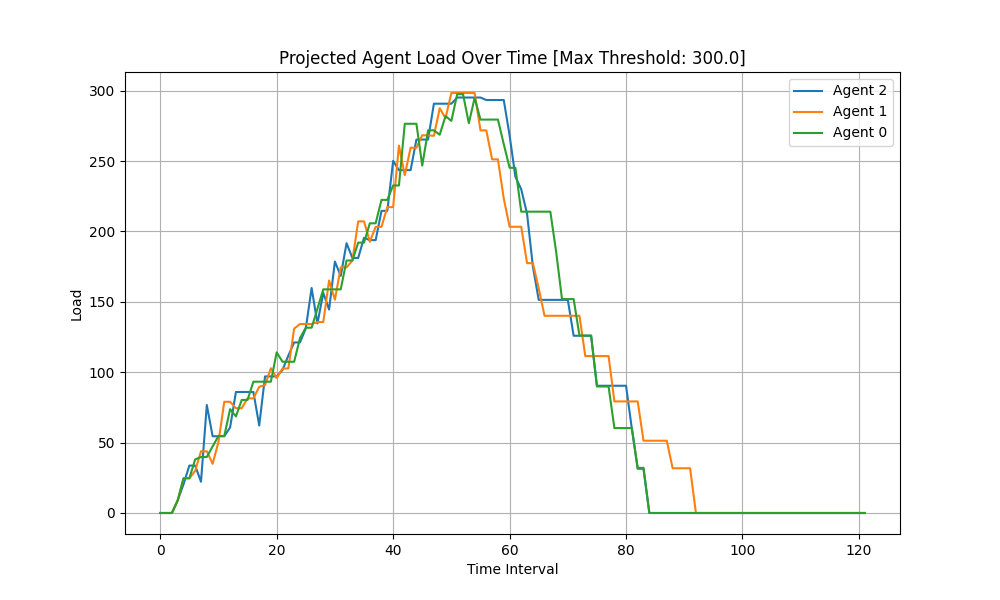 Projected Agent Load Over Time [Max Threshold: 300.0]
Agent 2
Agent 1
Agent 0
Load
300
250
200
150
100
50
0
0 20 40 60 80 100 120
Time Interval